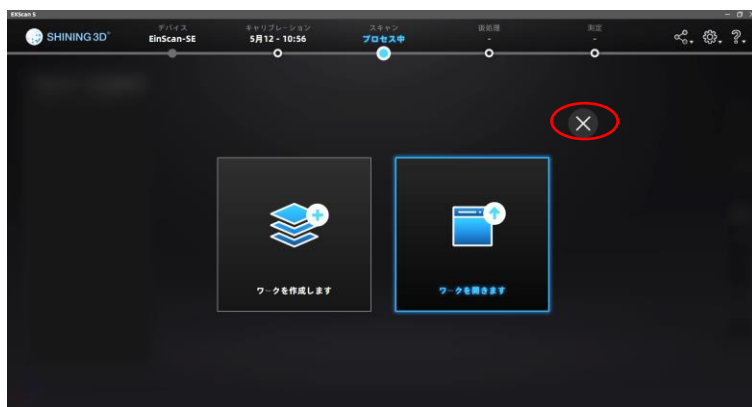 EXScan S
SHINING 3D
デバイス
EinScan-SE
キャリブレーション
5月12 - 10:56
スキャン
プロセス中
後処理
-
測定
-
ワークを作成します
ワークを開きます